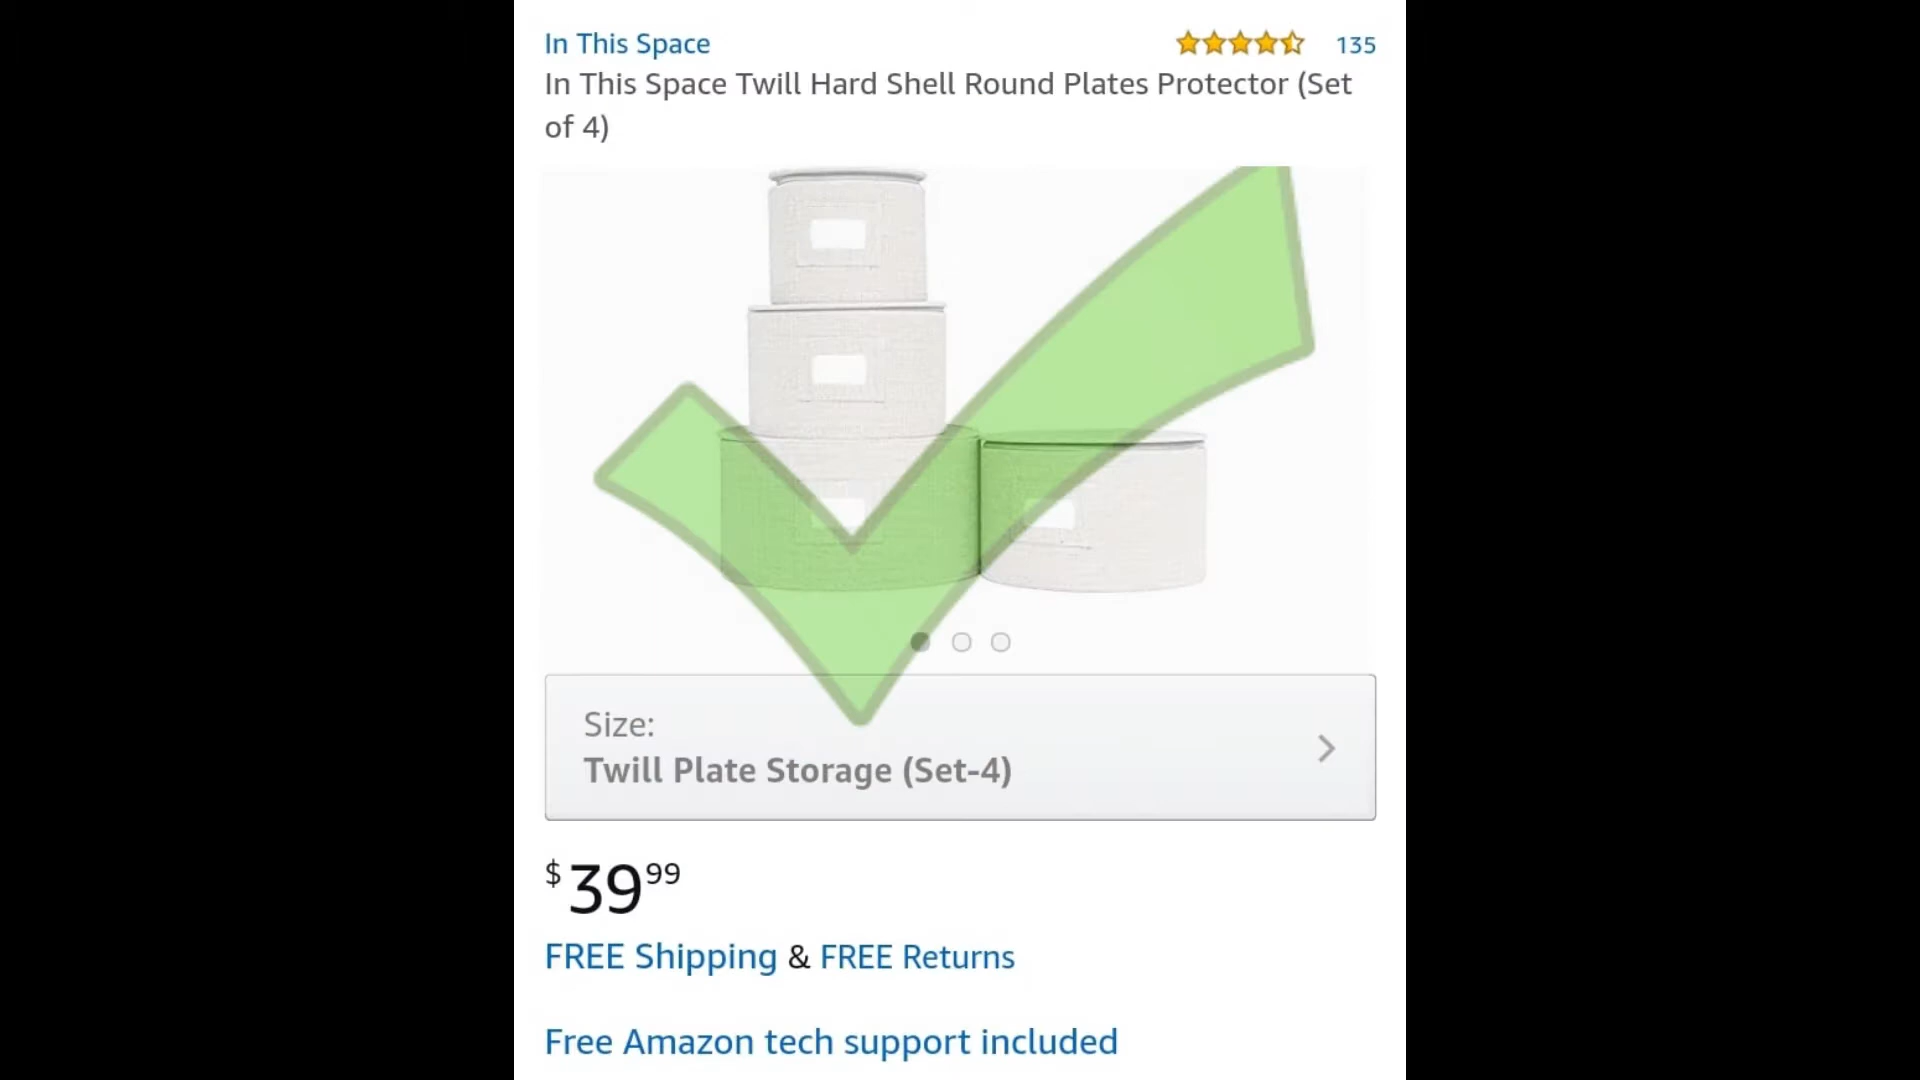 In This Space 135
In This Space Twill Hard Shell Round Plates Protector (Set
of 4)
Size:
Twill Plate Storage (Set-4)
$39 99
FREE Shipping & FREE Returns
Free Amazon tech support included